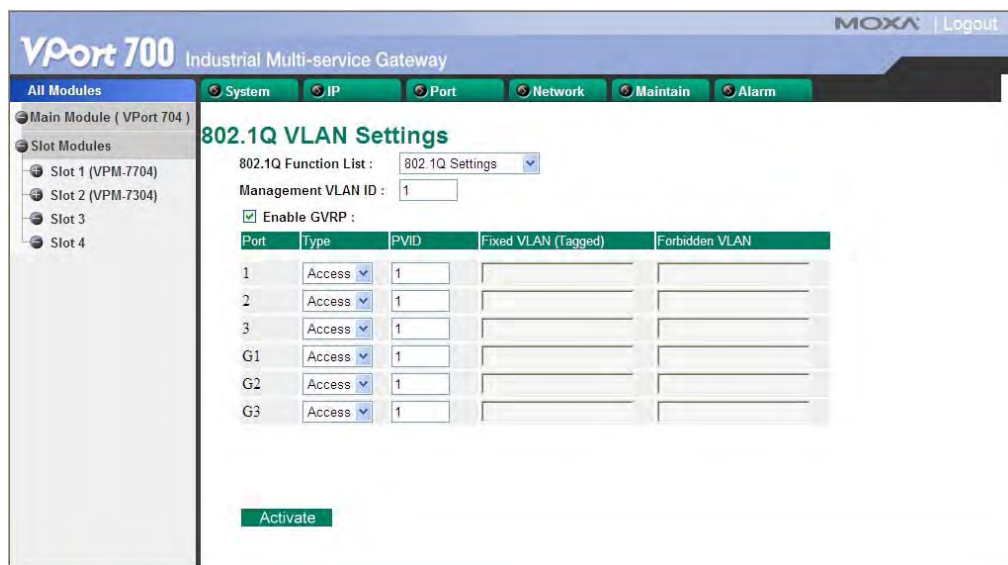 MOXA | Logout
VPort 700 Industrial Multi-service Gateway
All Modules
System IP Port Network Maintain Alarm
Main Module ( VPort 704 )
Slot Modules
Slot 1 (VPM-7704)
Slot 2 (VPM-7304)
Slot 3
Slot 4
802.1Q VLAN Settings
802.1Q Function List : 802.1Q Settings
Management VLAN ID : 1
Enable GVRP :
Port Type PVID Fixed VLAN (Tagged) Forbidden VLAN
1 Access 1
2 Access 1
3 Access 1
G1 Access 1
G2 Access 1
G3 Access 1
Activate